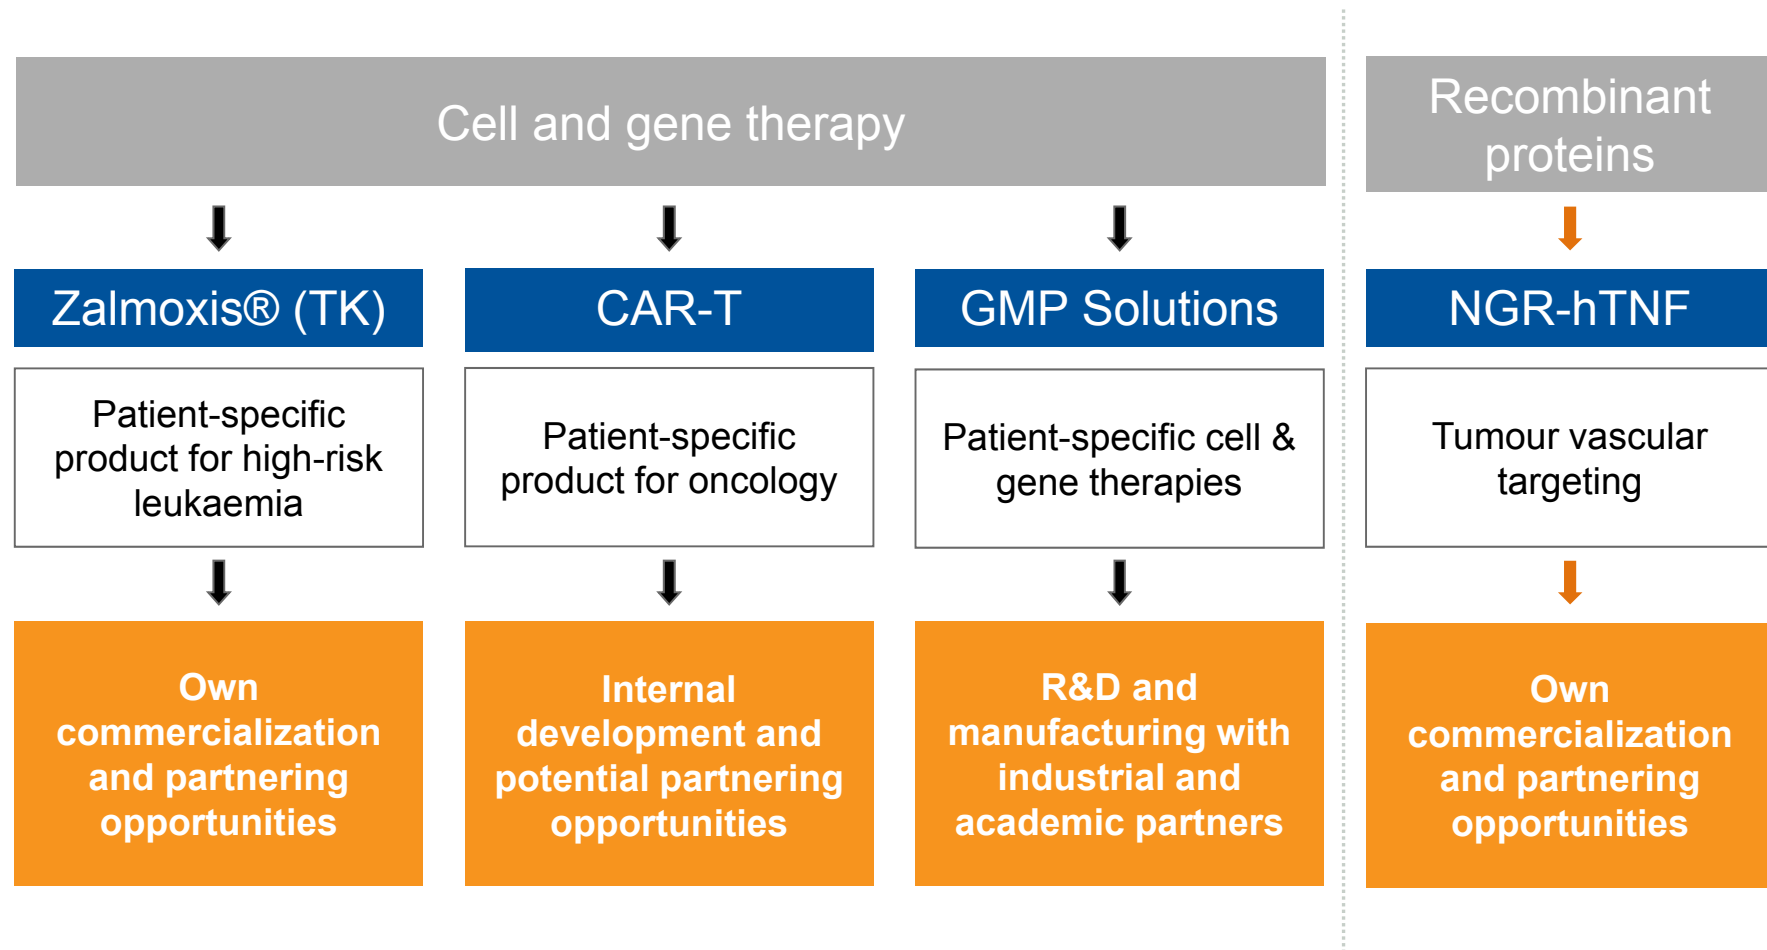 Cell and gene therapy
Recombinant
proteins
Zalmoxis® (TK)
CAR-T
GMP Solutions
NGR-hTNF
Patient-specific
product for high-risk
leukaemia
Patient-specific
product for oncology
Patient-specific cell &
gene therapies
Tumour vascular
targeting
Own
commercialization
and partnering
opportunities
Internal
development and
potential partnering
opportunities
R&D and
manufacturing with
industrial and
academic partners
Own
commercialization
and partnering
opportunities